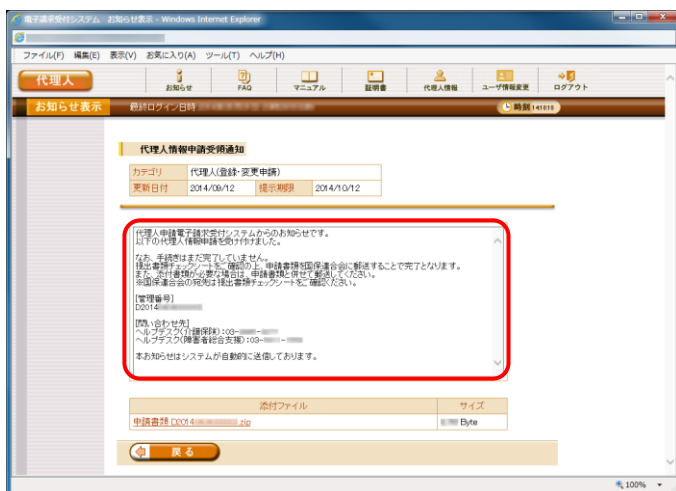 電子請求受付システム お知らせ表示 - Windows Internet Explorer
ファイル(F) 編集(E) 表示(V) お気に入り(A) ツール(T) ヘルプ(H)
代理人
お知らせ FAQ マニュアル 証明書 代理人情報 ユーザ情報変更 ログアウト
お知らせ表示 最終ログイン日時
時刻 141018
代理人情報申請受領通知
カテゴリ 代理人(登録・変更申請)
更新日付 2014/09/12 提示期限 2014/10/12
代理人申請電子請求受付システムからのお知らせです。
以下の代理人情報申請を受け付けました。
なお、手続きはまだ完了していません。
提出書類チェックシートをご確認の上、申請書類を国保連合会に郵送することで完了となります。
また、添付書類が必要な場合は、申請書類と併せて郵送してください。
※国保連合会の宛先は提出書類チェックシートをご確認ください。
[管理番号]
D2014
[問い合わせ先]
ヘルプデスク(介護保険):03-
ヘルプデスク(障害者総合支援):03-
本お知らせはシステムが自動的に送信しております。
添付ファイル サイズ
申請書類 D2014 .zip Byte
戻る
100%